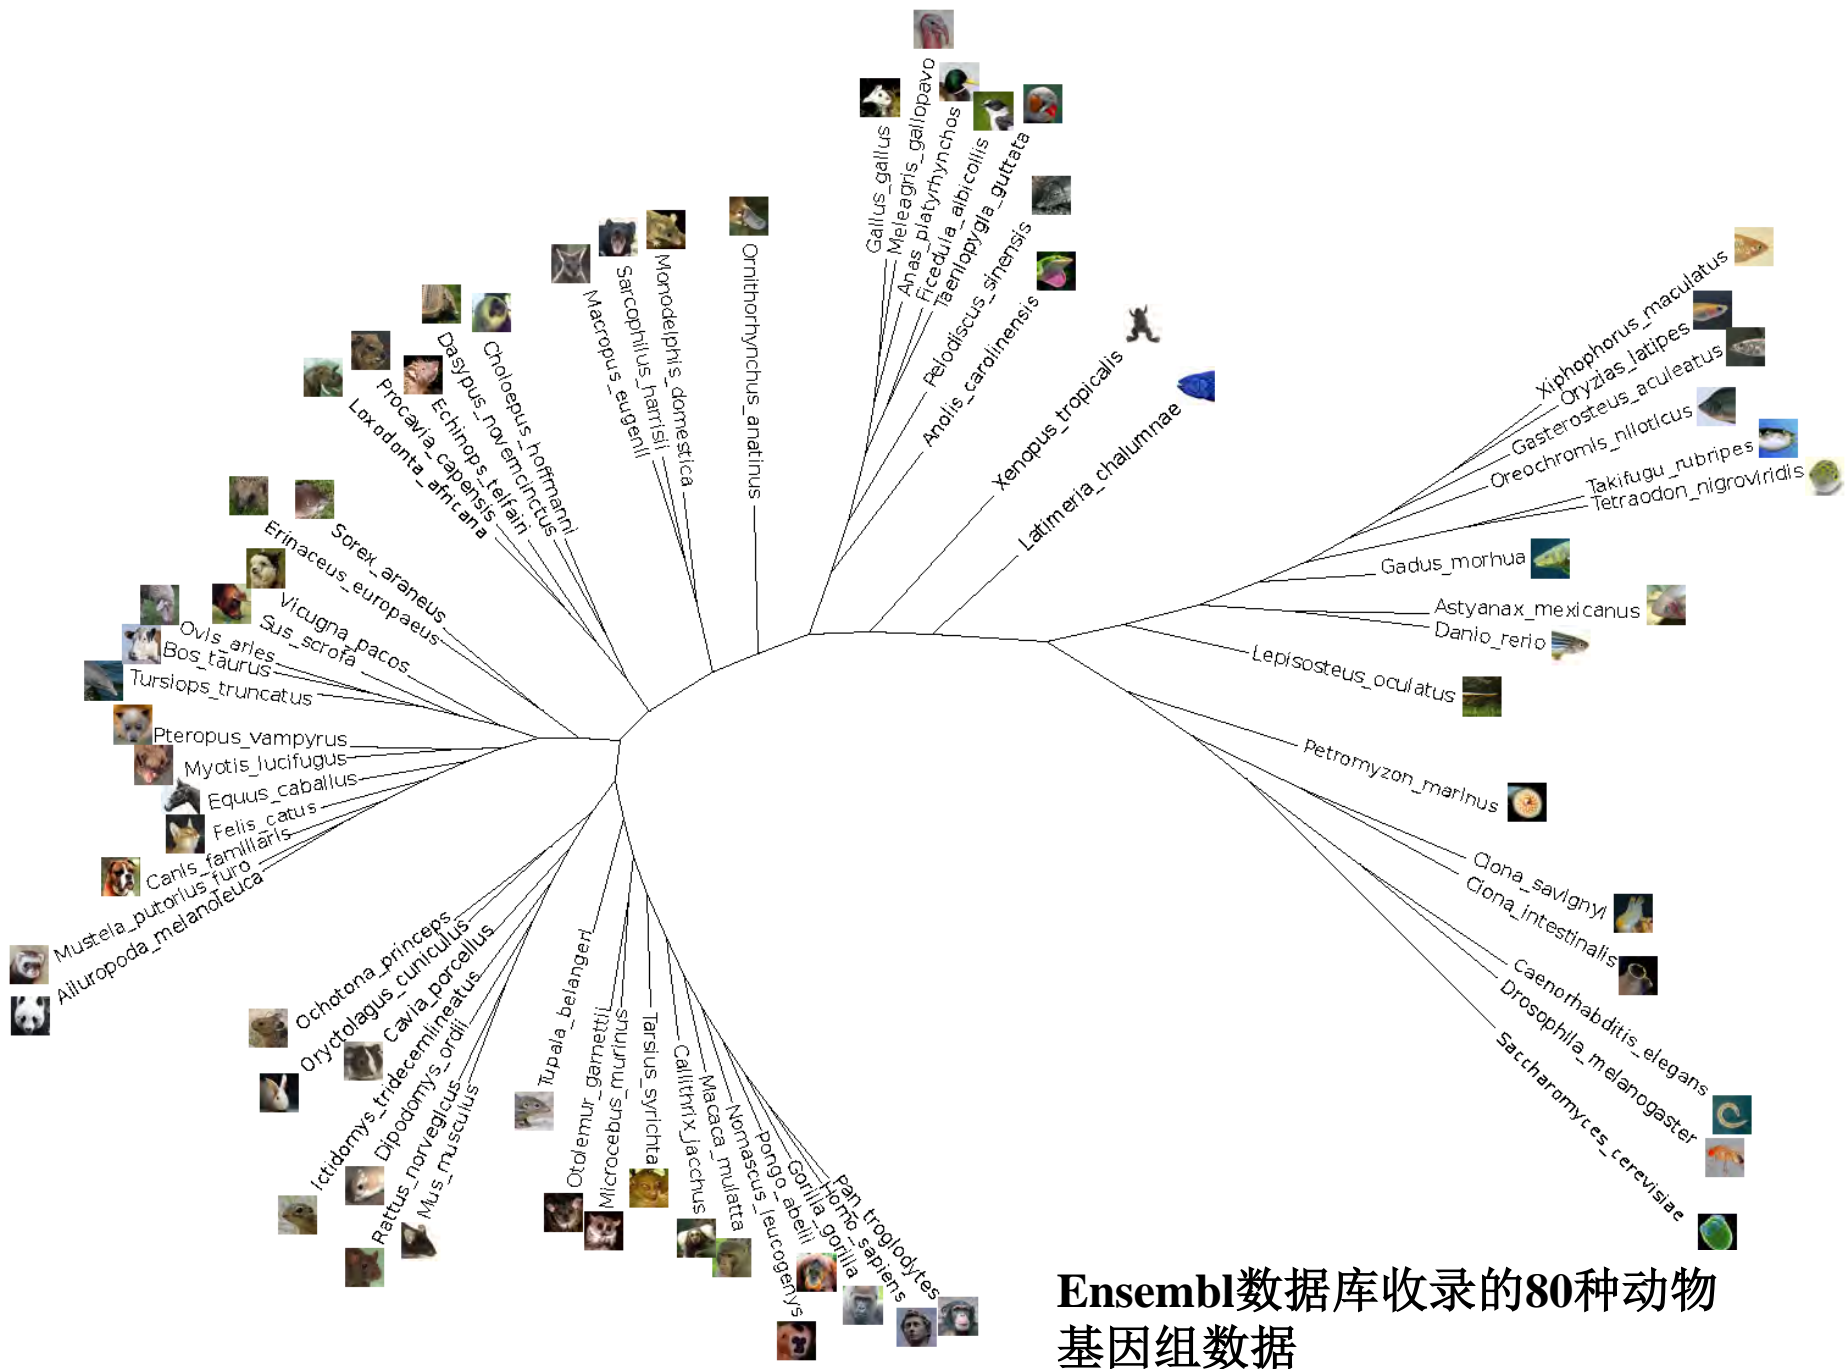 Gallus_gallus
Meleagris_gallopavo
Anas_platyrhynchos
Ficedula_albicollis
Taeniopygia_guttata
Pelodiscus_sinensis
Anolis_carolinensis
Xenopus_tropicalis
Latimeria_chalumnae
Xiphophorus_maculatus
Oryzias_latipes
Gasterosteus_aculeatus
Oreochromis_niloticus
Takifugu_rubripes
Tetraodon_nigroviridis
Gadus_morhua
Astyanax_mexicanus
Danio_rerio
Lepisosteus_oculatus
Petromyzon_marinus
Ciona_savignyi
Ciona_intestinalis
Caenorhabditis_elegans
Drosophila_melanogaster
Saccharomyces_cerevisiae
Pan_troglodytes
Homo_sapiens
Gorilla_gorilla
Pongo_abelii
Nomascus_leucogenys
Macaca_mulatta
Callithrix_jacchus
Tarsius_syrichta
Microcebus_murinus
Otolemur_garnettii
Tupaia_belangeri
Mus_musculus
Rattus_norvegicus
Dipodomys_ordii
Ictidomys_tridecemlineatus
Cavia_porcellus
Oryctolagus_cuniculus
Ochotona_princeps
Ailuropoda_melanoleuca
Mustela_putorius_furo
Canis_familiaris
Felis_catus
Equus_caballus
Myotis_lucifugus
Pteropus_vampyrus
Tursiops_truncatus
Bos_taurus
Ovis_aries
Sus_scrofa
Vicugna_pacos
Erinaceus_europaeus
Sorex_araneus
Loxodonta_africana
Procavia_capensis
Echinops_telfairi
Dasypus_novemcinctus
Choloepus_hoffmanni
Macropus_eugenii
Sarcophilus_harrisii
Monodelphis_domestica
Ornithorhynchus_anatinus
Ensembl数据库收录的80种动物
基因组数据